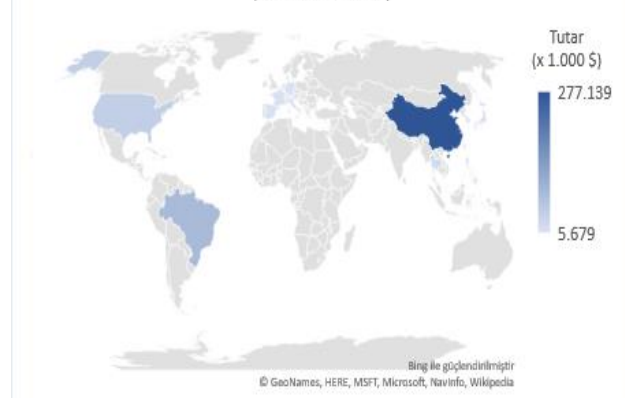 Tutar
(x 1.000 $)
277.139
5.679
Bing ile güçlendirilmiştir
© GeoNames, HERE, MSFT, Microsoft, NavInfo, Wikipedia